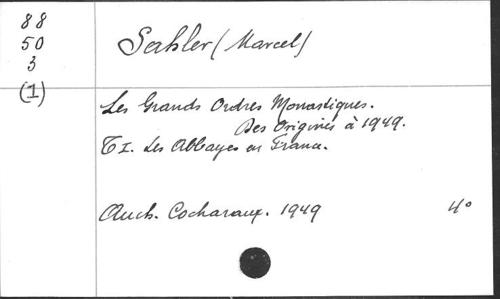 88
50
3
(1)
Sahler (Marcel)
Les Grands Ordres Monastiques.
Des Origines à 1949.
T I. Les Abbayes en France.
Auch. Cocharaux. 1949
4°